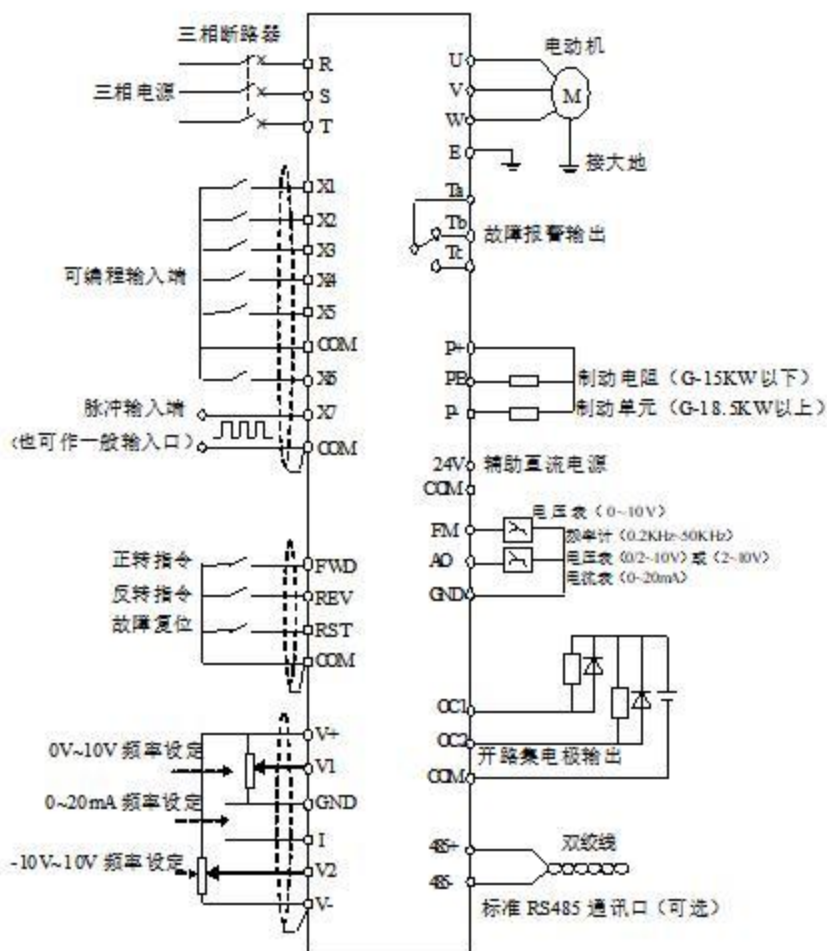 三相断路器
R
三相电源
S
T
X1
X2
X3
可编程输入端
X4
X5
COM
X6
脉冲输入端
X7
(也可作一般输入口)
COM
正转指令
FWD
反转指令
REV
故障复位
RST
COM
V+
0V~10V 频率设定
V1
0~20mA 频率设定
GND
I
-10V~10V 频率设定
V2
V-
电动机
U
V
M
W
E
接大地
Ta
Tb
故障报警输出
Tc
P+
PB
制动电阻(G-15KW以下)
制动单元(G-18.5KW以上)
P-
24V
辅助直流电源
COM
电压表(0~10V)
FM
频率计(0.2KHz~50KHz)
AO
电压表(0/2~10V)或(2~10V)
电流表(0~20mA)
GND
OC1
OC2
开路集电极输出
COM
485+
双绞线
485-
标准 RS485 通讯口(可选)